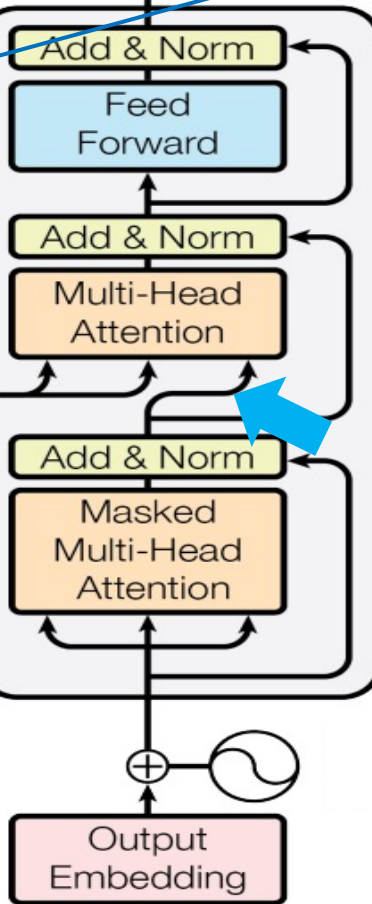 Add & Norm
Feed
Forward
Add & Norm
Multi-Head
Attention
Add & Norm
Masked
Multi-Head
Attention
Output
Embedding